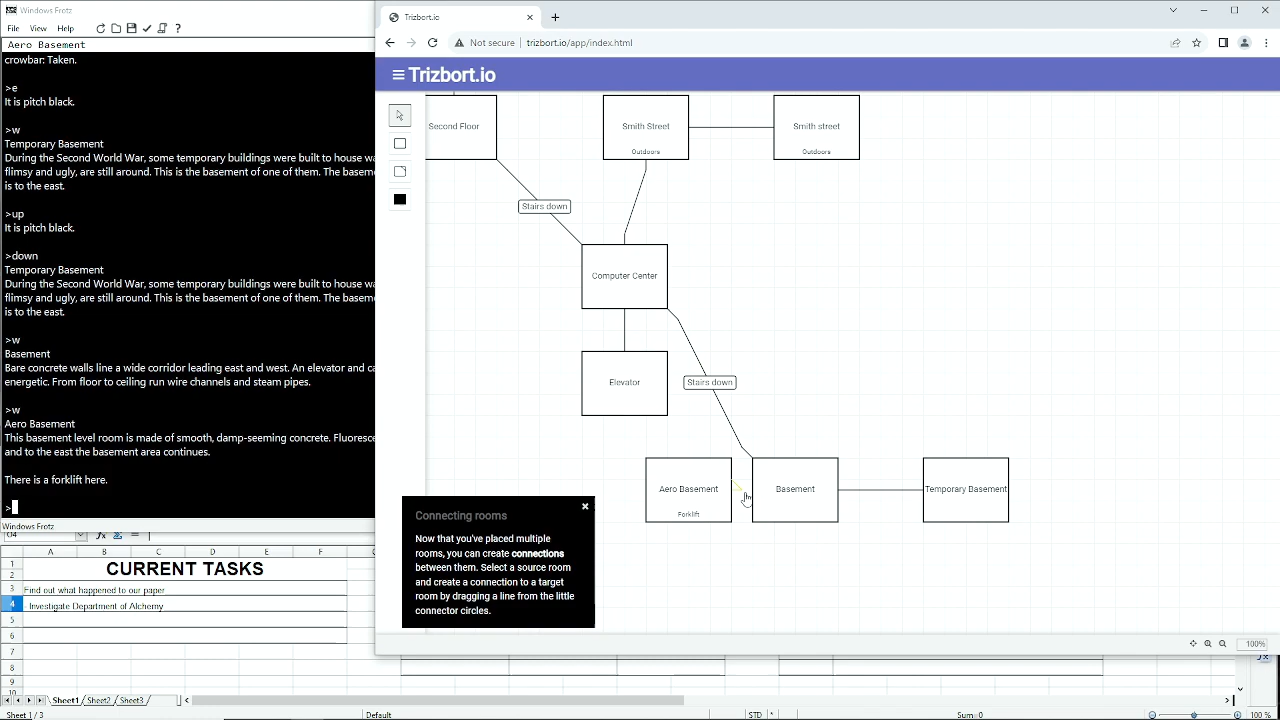 Windows Frotz
File View Help ?
Aero Basement
crowbar: Taken.
>e
It is pitch black.
>w
Temporary Basement
During the Second World War, some temporary buildings were built to house
flimsy and ugly, are still around. This is the basement of one of them. The
is to the east.
>up
It is pitch black.
>down
Temporary Basement
During the Second World War, some temporary buildings were built to house
flimsy and ugly, are still around. This is the basement of one of them. The
is to the east.
>w
Basement
Bare concrete walls line a wide corridor leading east and west. An elevator and
energetic. From floor to ceiling run wire channels and steam pipes.
>w
Aero Basement
This basement level room is made of smooth, damp-seeming concrete.
and to the east the basement area continues.
There is a forklift here.
>
Windows Frotz
A B C D E F
1 CURRENT TASKS
2
3 Find out what happened to our paper
4 Investigate Department of Alchemy
5
6
7
8
9
10
Sheet1 Sheet2 Sheet3
Sheet 1 / 3 Default STD * Sum=0 100 %
Trizbort.io
Not secure trizbort.io/app/index.html
Trizbort.io
Second Floor
Smith Street
Outdoors
Smith street
Outdoors
Stairs down
Computer Center
Elevator
Stairs down
Aero Basement
Forklift
Basement
Temporary Basement
Connecting rooms
Now that you've placed multiple
rooms, you can create connections
between them. Select a source room
and create a connection to a target
room by dragging a line from the little
connector circles.
100%